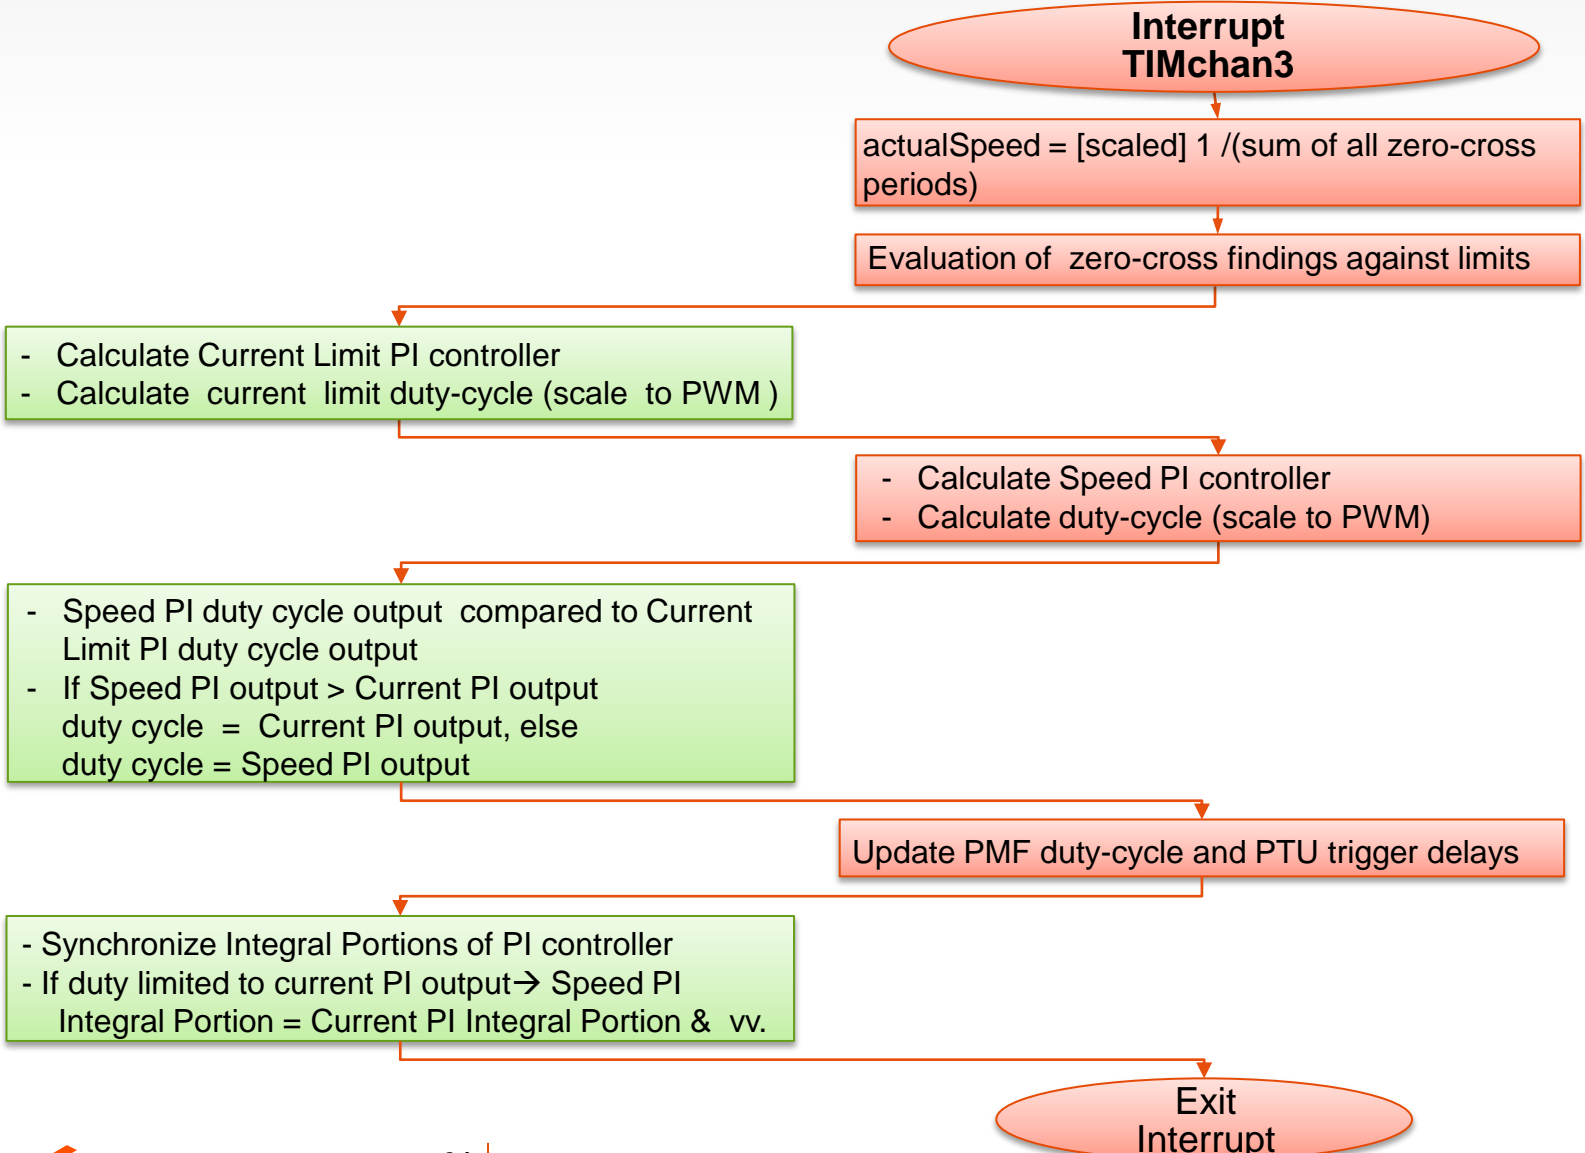 Interrupt
TIMchan3
actualSpeed = [scaled] 1 /(sum of all zero-cross
periods)
Evaluation of  zero-cross findings against limits
- Calculate Current Limit PI controller
- Calculate  current  limit duty-cycle (scale  to PWM )
- Calculate Speed PI controller
- Calculate duty-cycle (scale to PWM)
- Speed PI duty cycle output  compared to Current
Limit PI duty cycle output
- If Speed PI output > Current PI output
duty cycle  =  Current PI output, else
duty cycle = Speed PI output
Update PMF duty-cycle and PTU trigger delays
- Synchronize Integral Portions of PI controller
- If duty limited to current PI output→ Speed PI
Integral Portion = Current PI Integral Portion &  vv.
Exit
Interrupt